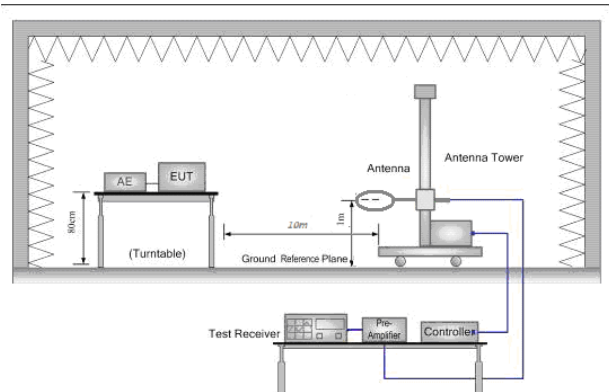 Antenna Tower
Antenna
AE
EUT
80cm
10m
1m
(Turntable)
Ground Reference Plane
Test Receiver
Pre-
Amplifier
Controller